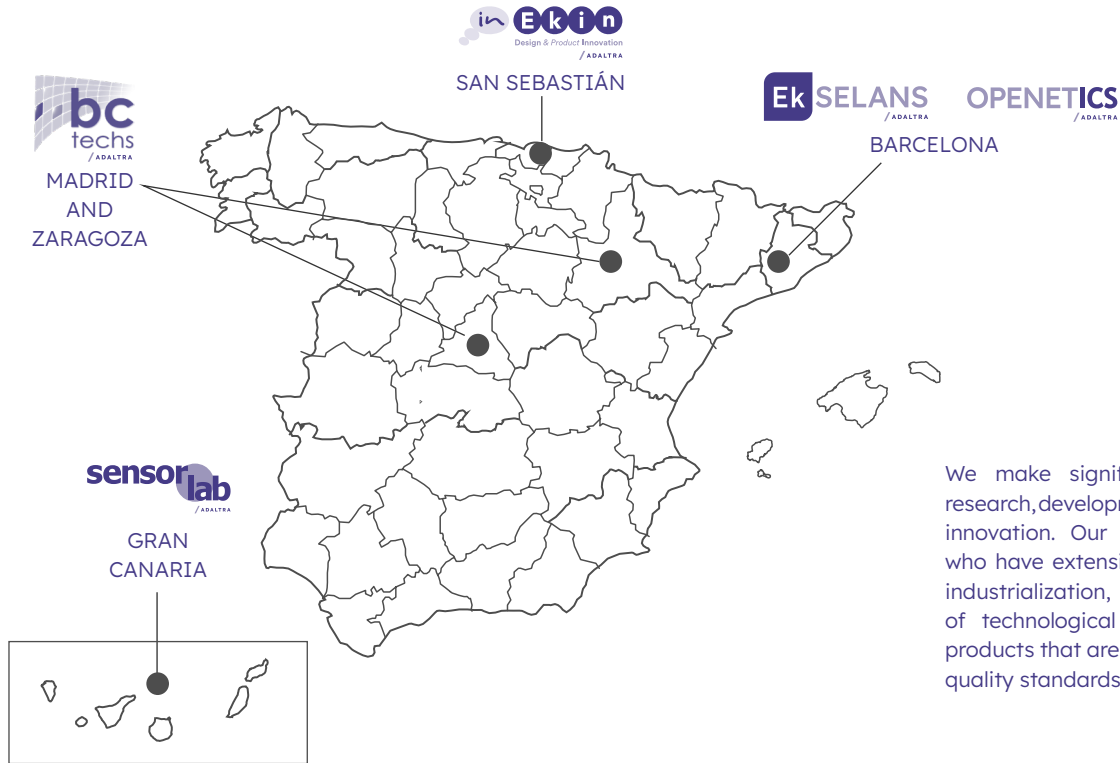 in Ekin
Design & Product Innovation
/ADALTRA
SAN SEBASTIÁN
bc
techs
/ADALTRA
MADRID
AND
ZARAGOZA
Ek SELANS
/ADALTRA
OPENETICS
/ADALTRA
BARCELONA
sensor
lab
/ADALTRA
GRAN
CANARIA
We make signif
research, developr
innovation. Our
who have extensi
industrialization,
of technological
products that are
quality standards